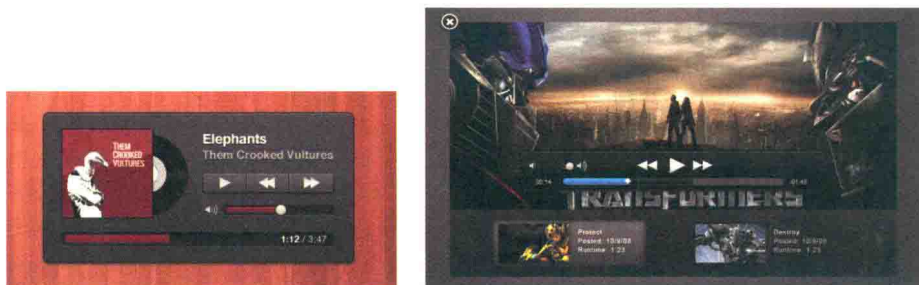 THEM
CROOKED
VULTURES
Elephants
Them Crooked Vultures
1:12 / 3:47
TRANSFORMERS
Protect
Runtime: 1:23
Destroy
Runtime: 1:23